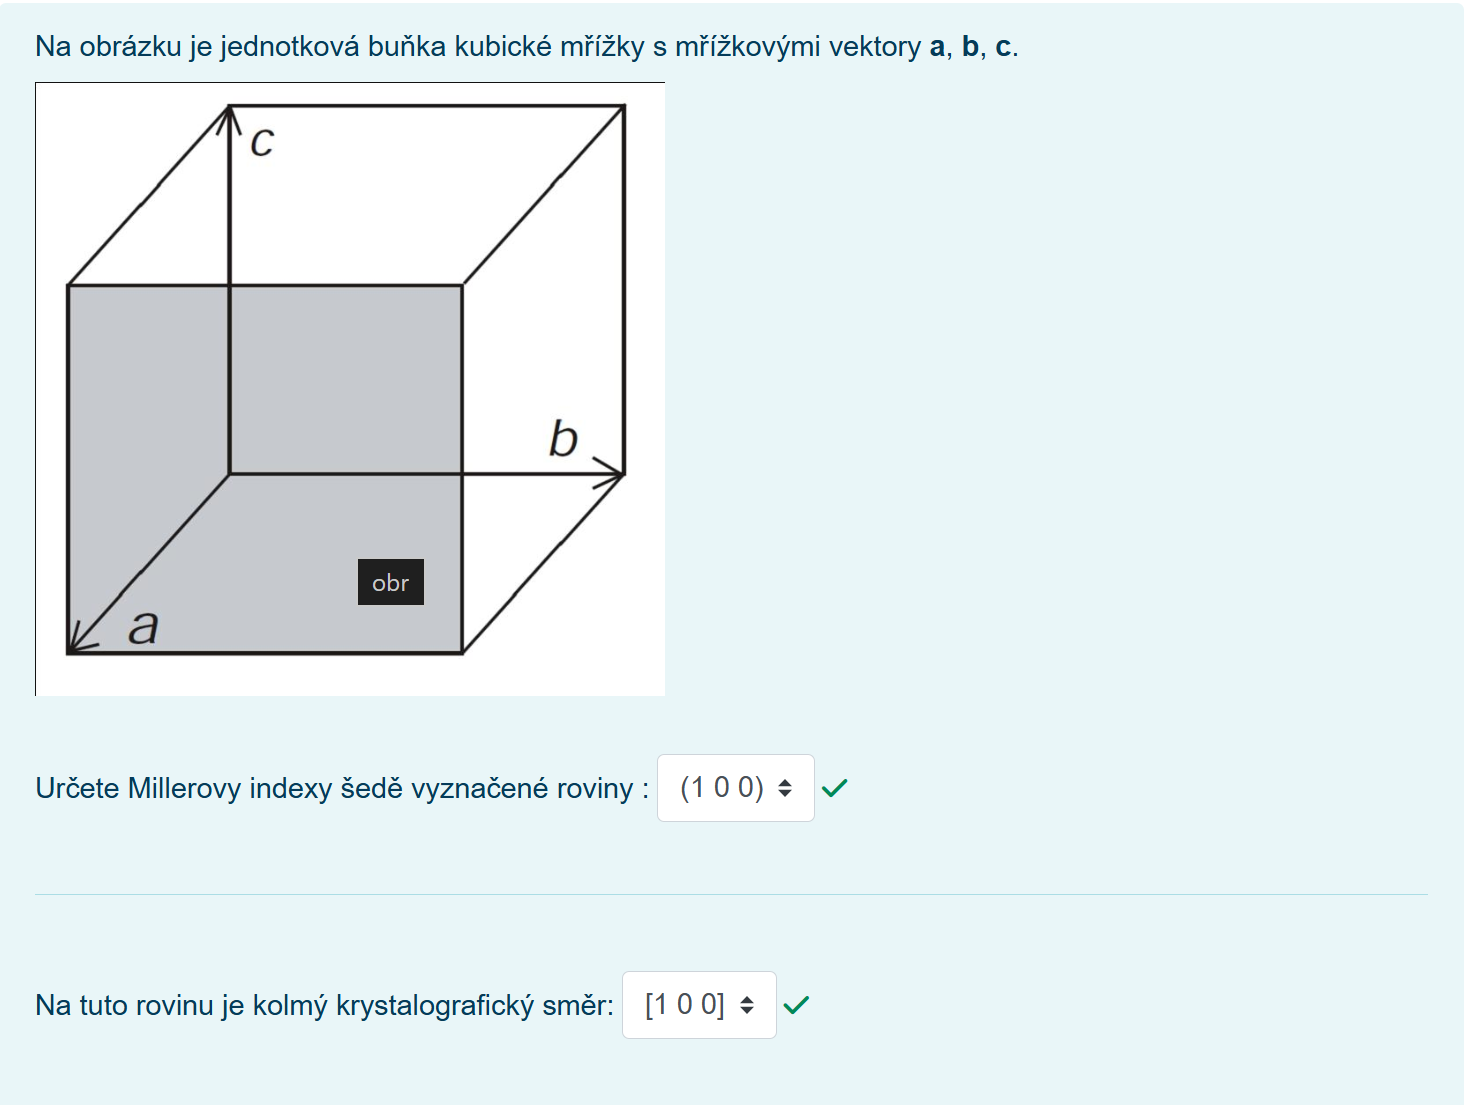 Na obrázku je jednotková buňka kubické mřížky s mřížkovými vektory a, b, c.
c
b
obr
a
Určete Millerovy indexy šedě vyznačené roviny : (1 0 0)
Na tuto rovinu je kolmý krystalografický směr: [1 0 0]